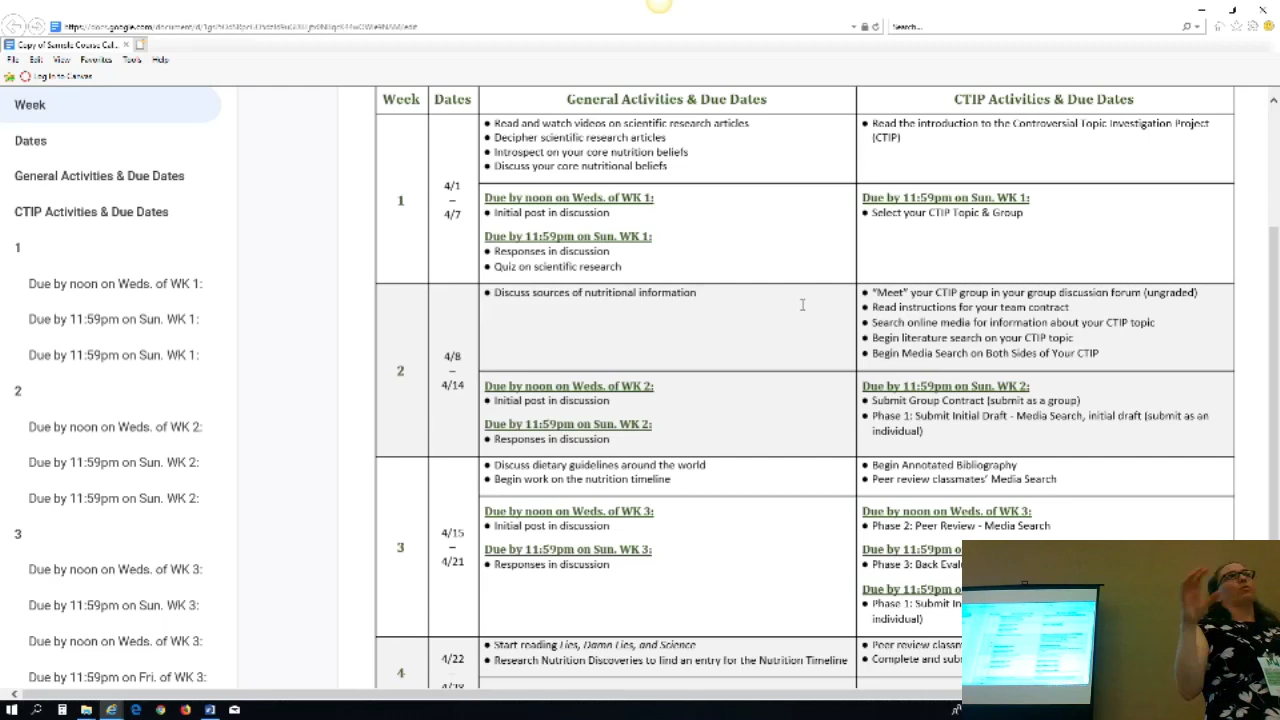 Copy of Sample Course Cal...
Search...
File Edit View Favorites Tools Help
Log In to Canvas
Week
Dates
General Activities & Due Dates
CTIP Activities & Due Dates
1
Due by noon on Weds. of WK 1:
Due by 11:59pm on Sun. WK 1:
Due by 11:59pm on Sun. WK 1:
2
Due by noon on Weds. of WK 2:
Due by 11:59pm on Sun. WK 2:
Due by 11:59pm on Sun. WK 2:
3
Due by noon on Weds. of WK 3:
Due by 11:59pm on Sun. WK 3:
Due by noon on Weds. of WK 3:
Due by 11:59pm on Fri. of WK 3:
Week Dates General Activities & Due Dates CTIP Activities & Due Dates
1
4/1
–
4/7
● Read and watch videos on scientific research articles
● Decipher scientific research articles
● Introspect on your core nutrition beliefs
● Discuss your core nutritional beliefs
● Read the introduction to the Controversial Topic Investigation Project
(CTIP)
Due by noon on Weds. of WK 1:
● Initial post in discussion
Due by 11:59pm on Sun. WK 1:
● Responses in discussion
● Quiz on scientific research
Due by 11:59pm on Sun. WK 1:
● Select your CTIP Topic & Group
2
4/8
–
4/14
● Discuss sources of nutritional information
● "Meet" your CTIP group in your group discussion forum (ungraded)
● Read instructions for your team contract
● Search online media for information about your CTIP topic
● Begin literature search on your CTIP topic
● Begin Media Search on Both Sides of Your CTIP
Due by noon on Weds. of WK 2:
● Initial post in discussion
Due by 11:59pm on Sun. WK 2:
● Responses in discussion
Due by 11:59pm on Sun. WK 2:
● Submit Group Contract (submit as a group)
● Phase 1: Submit Initial Draft - Media Search, initial draft (submit as an
individual)
3
4/15
–
4/21
● Discuss dietary guidelines around the world
● Begin work on the nutrition timeline
● Begin Annotated Bibliography
● Peer review classmates' Media Search
Due by noon on Weds. of WK 3:
● Initial post in discussion
Due by 11:59pm on Sun. WK 3:
● Responses in discussion
Due by noon on Weds. of WK 3:
● Phase 2: Peer Review - Media Search
Due by 11:59pm o
● Phase 3: Back Eval
Due by 11:59pm o
● Phase 1: Submit In
individual)
4
4/22
● Start reading Lies, Damn Lies, and Science
● Research Nutrition Discoveries to find an entry for the Nutrition Timeline
● Peer review classm
● Complete and sub